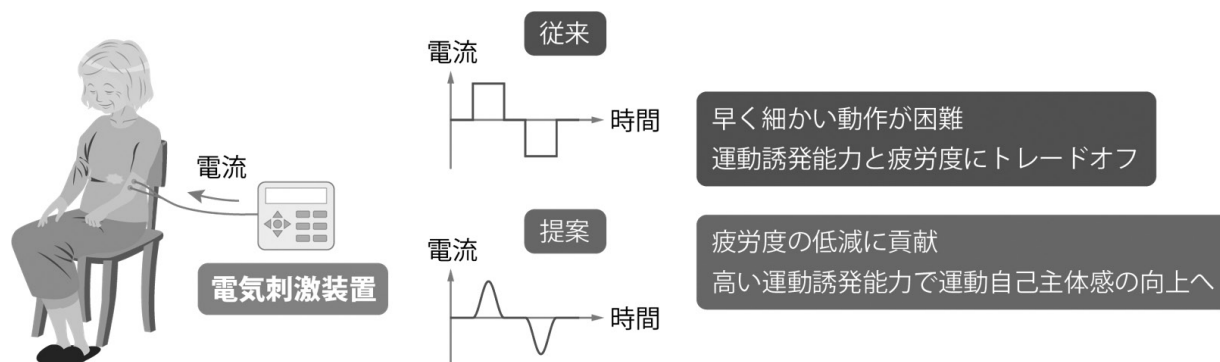 電流
電気刺激装置
従来
電流
時間
早く細かい動作が困難
運動誘発能力と疲労度にトレードオフ
提案
電流
時間
疲労度の低減に貢献
高い運動誘発能力で運動自己主体感の向上へ